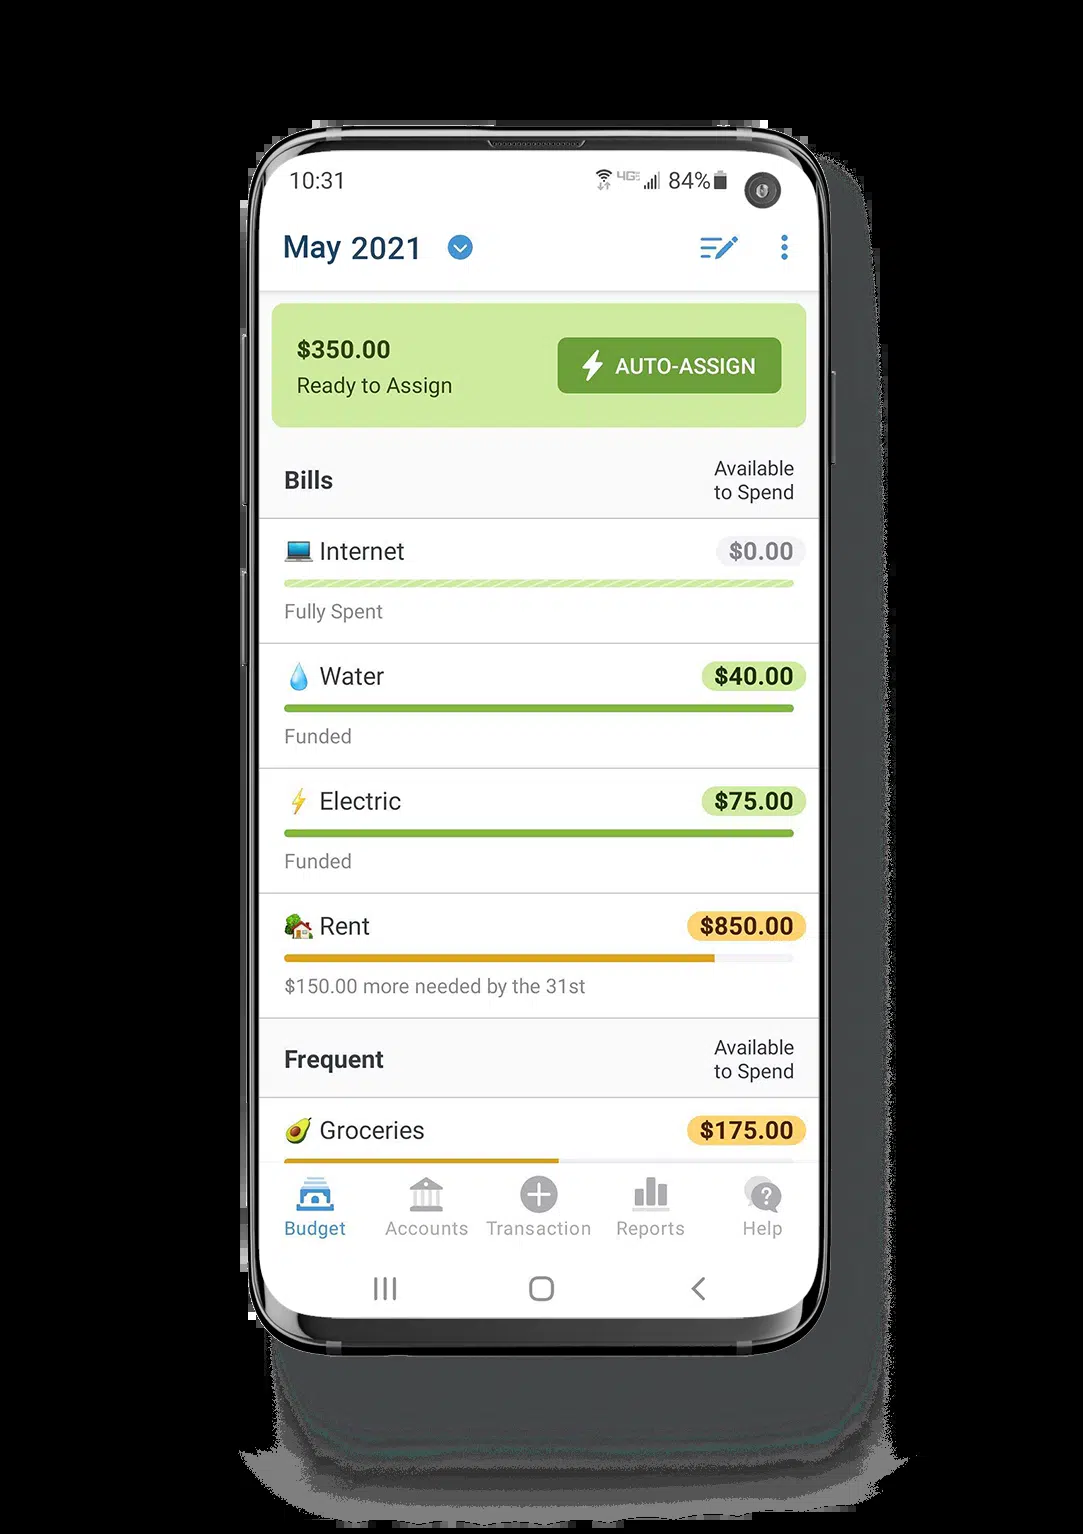 10:31
4GE 84%
May 2021
$350.00
Ready to Assign
AUTO-ASSIGN
Bills
Available
to Spend
Internet
$0.00
Fully Spent
Water
$40.00
Funded
Electric
$75.00
Funded
Rent
$850.00
$150.00 more needed by the 31st
Frequent
Available
to Spend
Groceries
$175.00
Budget
Accounts
Transaction
Reports
Help